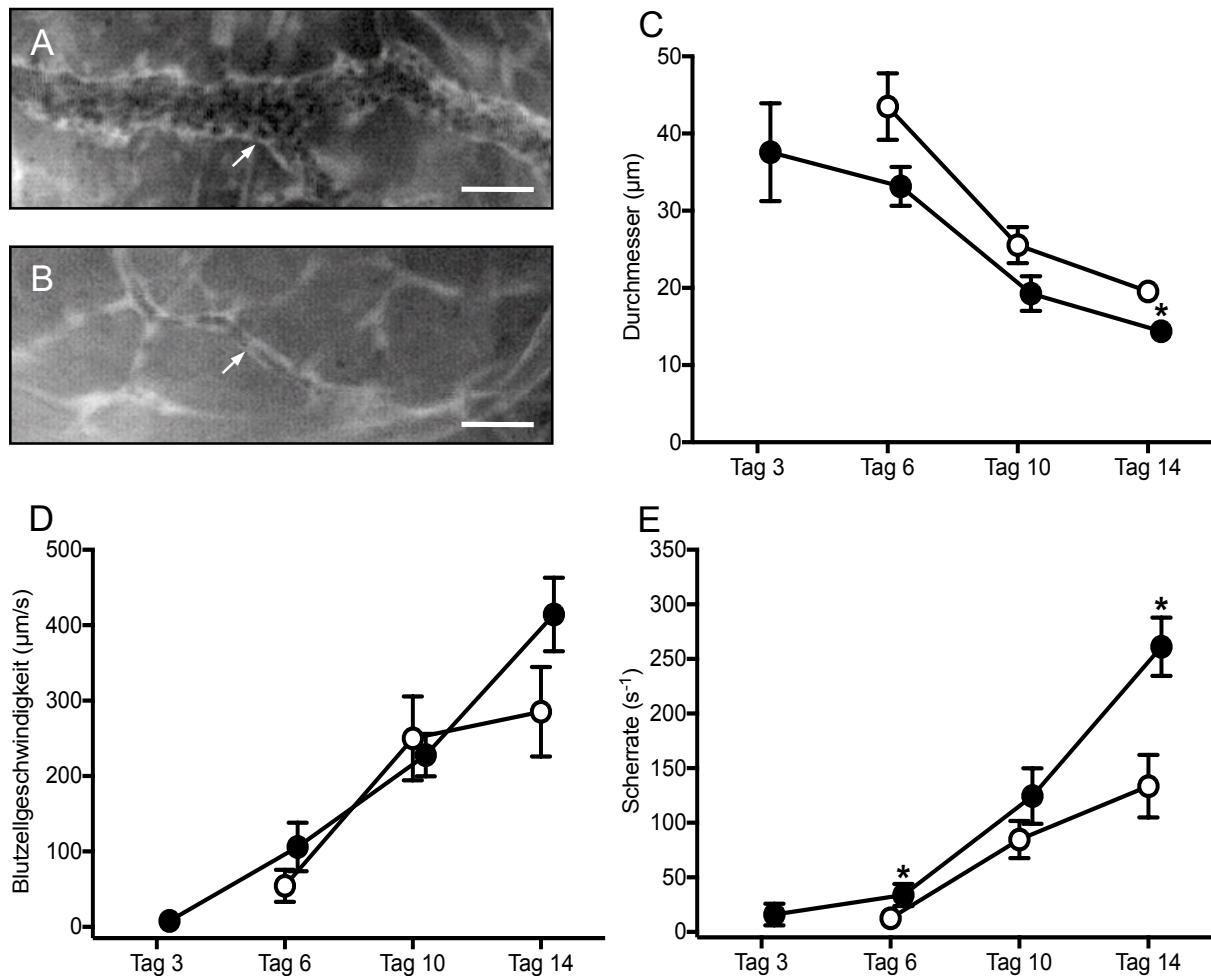 A
B
C
50
40
30
20
10
0
Durchmesser (µm)
*
Tag 3 Tag 6 Tag 10 Tag 14
D
500
400
300
200
100
0
Blutzellgeschwindigkeit (µm/s)
Tag 3 Tag 6 Tag 10 Tag 14
E
350
300
250
200
150
100
50
0
Scherrate (s⁻¹)
*
*
Tag 3 Tag 6 Tag 10 Tag 14